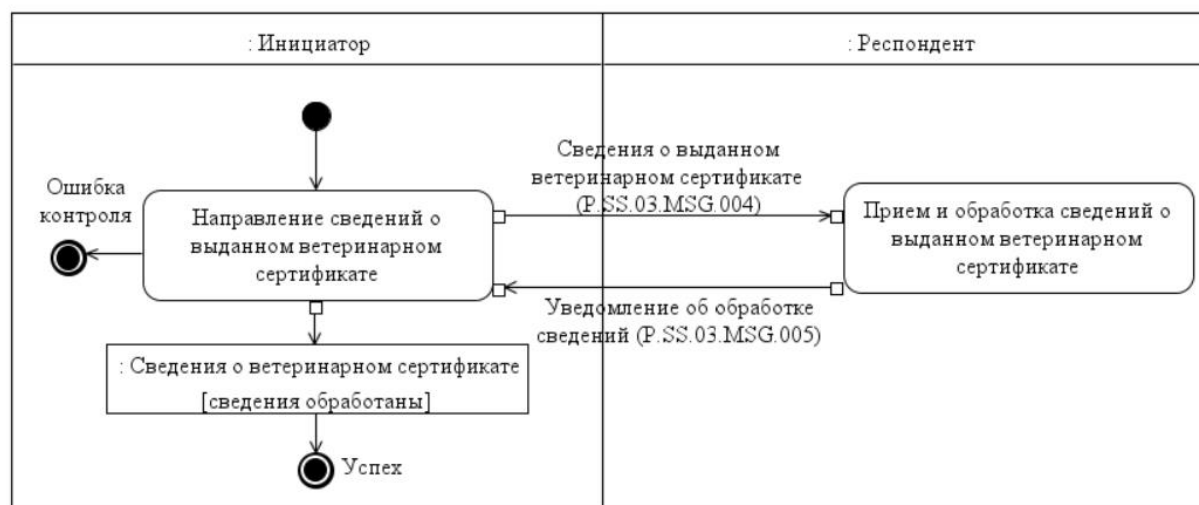 : Инициатор
: Респондент
Сведения о выданном
ветеринарном сертификате
(P.SS.03.MSG.004)
Ошибка
контроля
Направление сведений о
выданном ветеринарном
сертификате
Прием и обработка сведений о
выданном ветеринарном
сертификате
Уведомление об обработке
сведений (P.SS.03.MSG.005)
: Сведения о ветеринарном сертификате
[сведения обработаны]
Успех